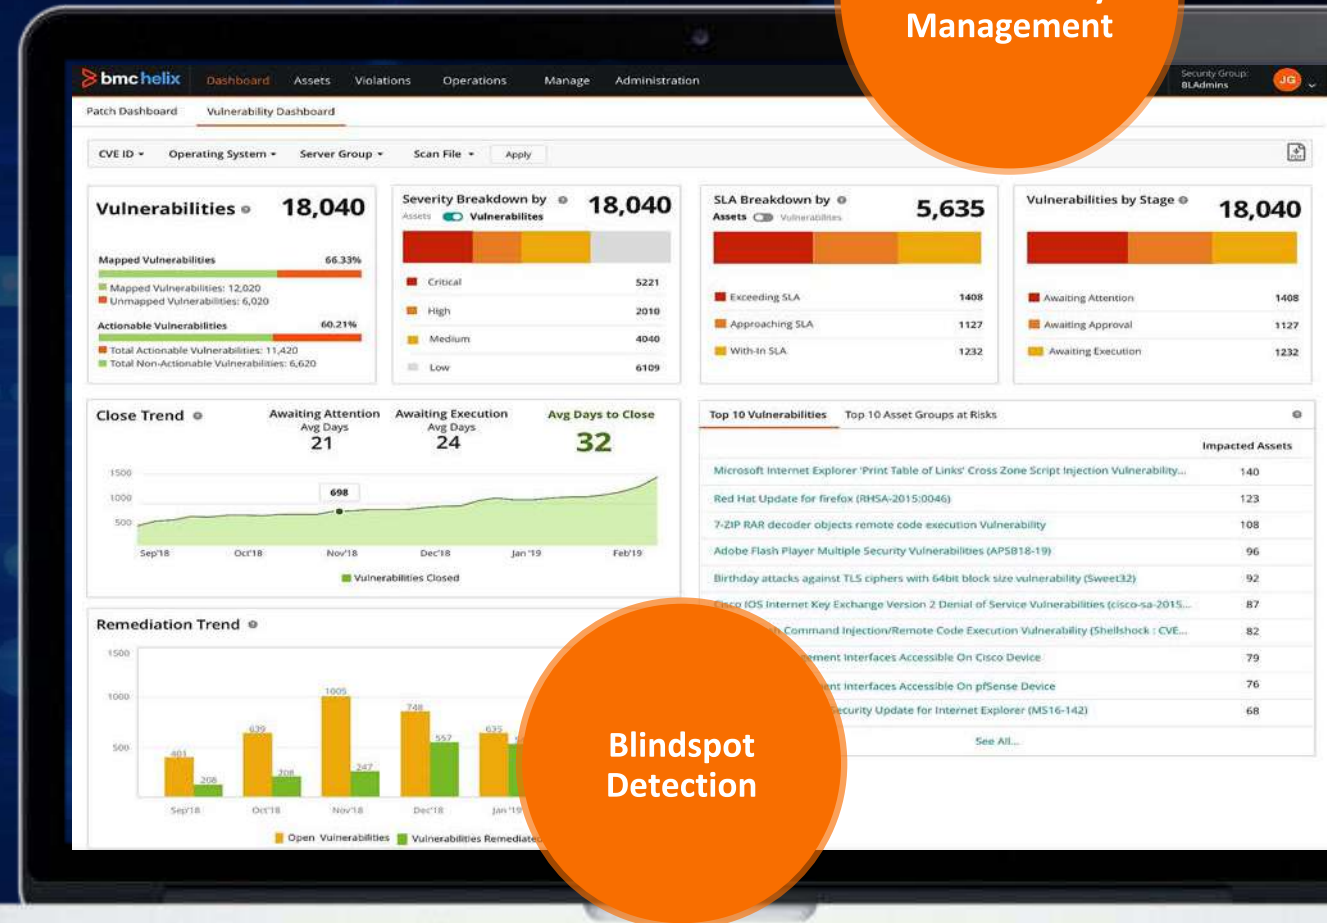 Management
bmchelix Dashboard Assets Violations Operations Manage Administration
Security Group:
BLAdmins
JG
Patch Dashboard Vulnerability Dashboard
CVE ID Operating System Server Group Scan File Apply
PDF
Vulnerabilities 18,040
Mapped Vulnerabilities 66.33%
Mapped Vulnerabilities: 12,020
Unmapped Vulnerabilities: 6,020
Actionable Vulnerabilities 60.21%
Total Actionable Vulnerabilities: 11,420
Total Non-Actionable Vulnerabilities: 6,620
Severity Breakdown by 18,040
Assets Vulnerabilites
Critical 5221
High 2010
Medium 4040
Low 6109
SLA Breakdown by 5,635
Assets Vulnerabilities
Exceeding SLA 1408
Approaching SLA 1127
With-In SLA 1232
Vulnerabilities by Stage 18,040
Awaiting Attention 1408
Awaiting Approval 1127
Awaiting Execution 1232
Close Trend
Awaiting Attention
Avg Days
21
Awaiting Execution
Avg Days
24
Avg Days to Close
32
1500
1000
500
698
Sep'18 Oct'18 Nov'18 Dec'18 Jan '19 Feb'19
Vulnerabilities Closed
Top 10 Vulnerabilities Top 10 Asset Groups at Risks
Impacted Assets
Microsoft Internet Explorer 'Print Table of Links' Cross Zone Script Injection Vulnerability... 140
Red Hat Update for firefox (RHSA-2015:0046) 123
7-ZIP RAR decoder objects remote code execution Vulnerability 108
Adobe Flash Player Multiple Security Vulnerabilities (APSB18-19) 96
Birthday attacks against TLS ciphers with 64bit block size vulnerability (Sweet32) 92
Cisco IOS Internet Key Exchange Version 2 Denial of Service Vulnerabilities (cisco-sa-2015... 87
Command Injection/Remote Code Execution Vulnerability (Shellshock : CVE... 82
Interfaces Accessible On Cisco Device 79
Interfaces Accessible On pfSense Device 76
Security Update for Internet Explorer (MS16-142) 68
See All...
Remediation Trend
1500
1000
500
401 208 639 208 1005 247 748 557 635
Sep'18 Oct'18 Nov'18 Dec'18 Jan '19
Open Vulnerabilities Vulnerabilities Remediated
Blindspot
Detection